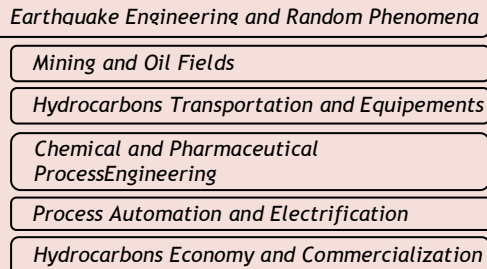 Earthquake Engineering and Random Phenomena
Mining and Oil Fields
Hydrocarbons Transportation and Equipements
Chemical and Pharmaceutical
ProcessEngineering
Process Automation and Electrification
Hydrocarbons Economy and Commercialization